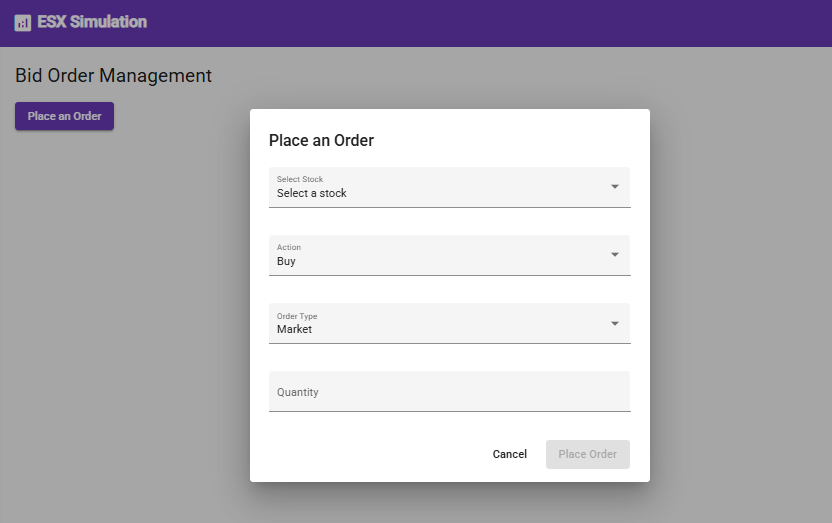 ESX Simulation
Bid Order Management
Place an Order
Place an Order
Select Stock
Select a stock
Action
Buy
Order Type
Market
Quantity
Cancel
Place Order